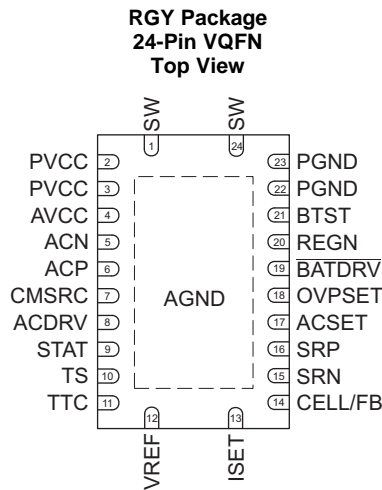 RGY Package
24-Pin VQFN
Top View
SW SW
1 24
PVCC 2 23 PGND
PVCC 3 22 PGND
AVCC 4 21 BTST
ACN 5 20 REGN
ACP 6 19 BATDRV
CMSRC 7 AGND 18 OVPSET
ACDRV 8 17 ACSET
STAT 9 16 SRP
TS 10 15 SRN
TTC 11 14 CELL/FB
12 13
VREF ISET